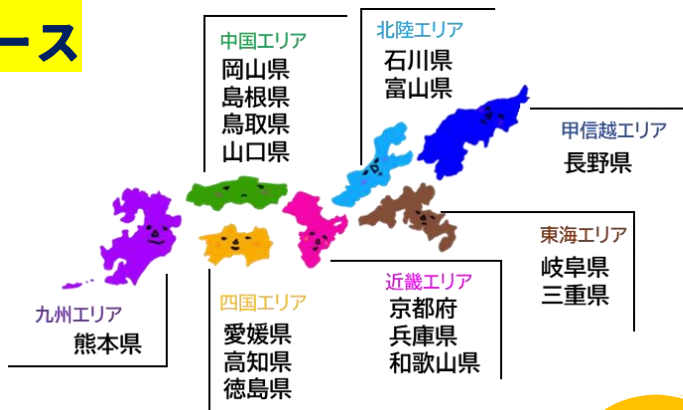 ース
中国エリア
岡山県
島根県
鳥取県
山口県
北陸エリア
石川県
富山県
甲信越エリア
長野県
東海エリア
岐阜県
三重県
近畿エリア
京都府
兵庫県
和歌山県
四国エリア
愛媛県
高知県
徳島県
九州エリア
熊本県